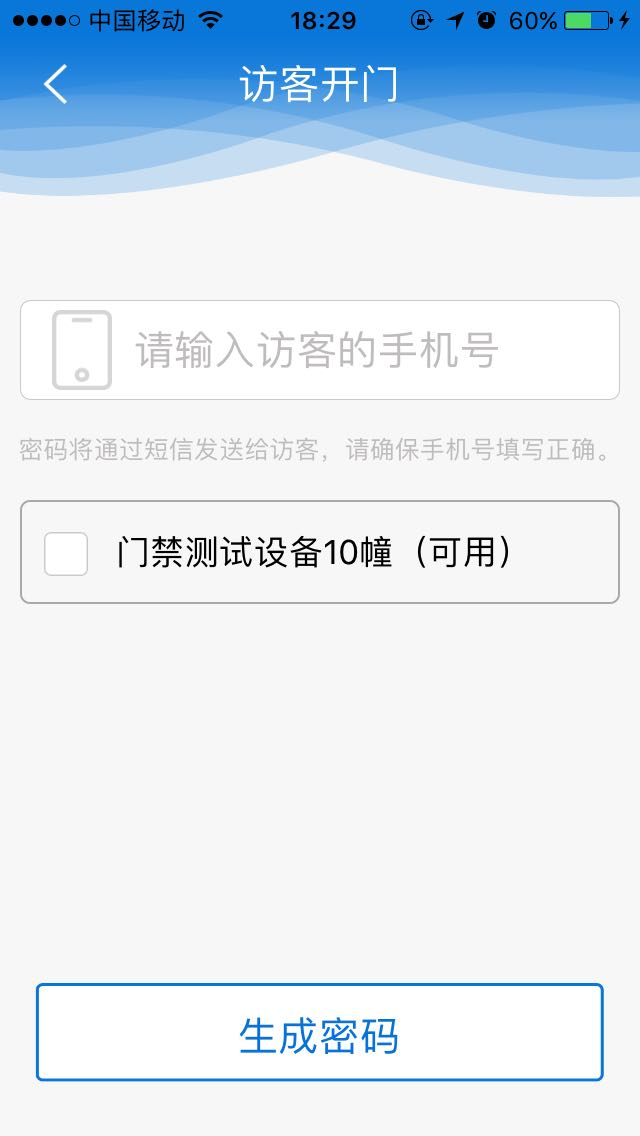 中国移动 18:29 60%
访客开门
请输入访客的手机号
密码将通过短信发送给访客，请确保手机号填写正确。
门禁测试设备10幢（可用）
生成密码